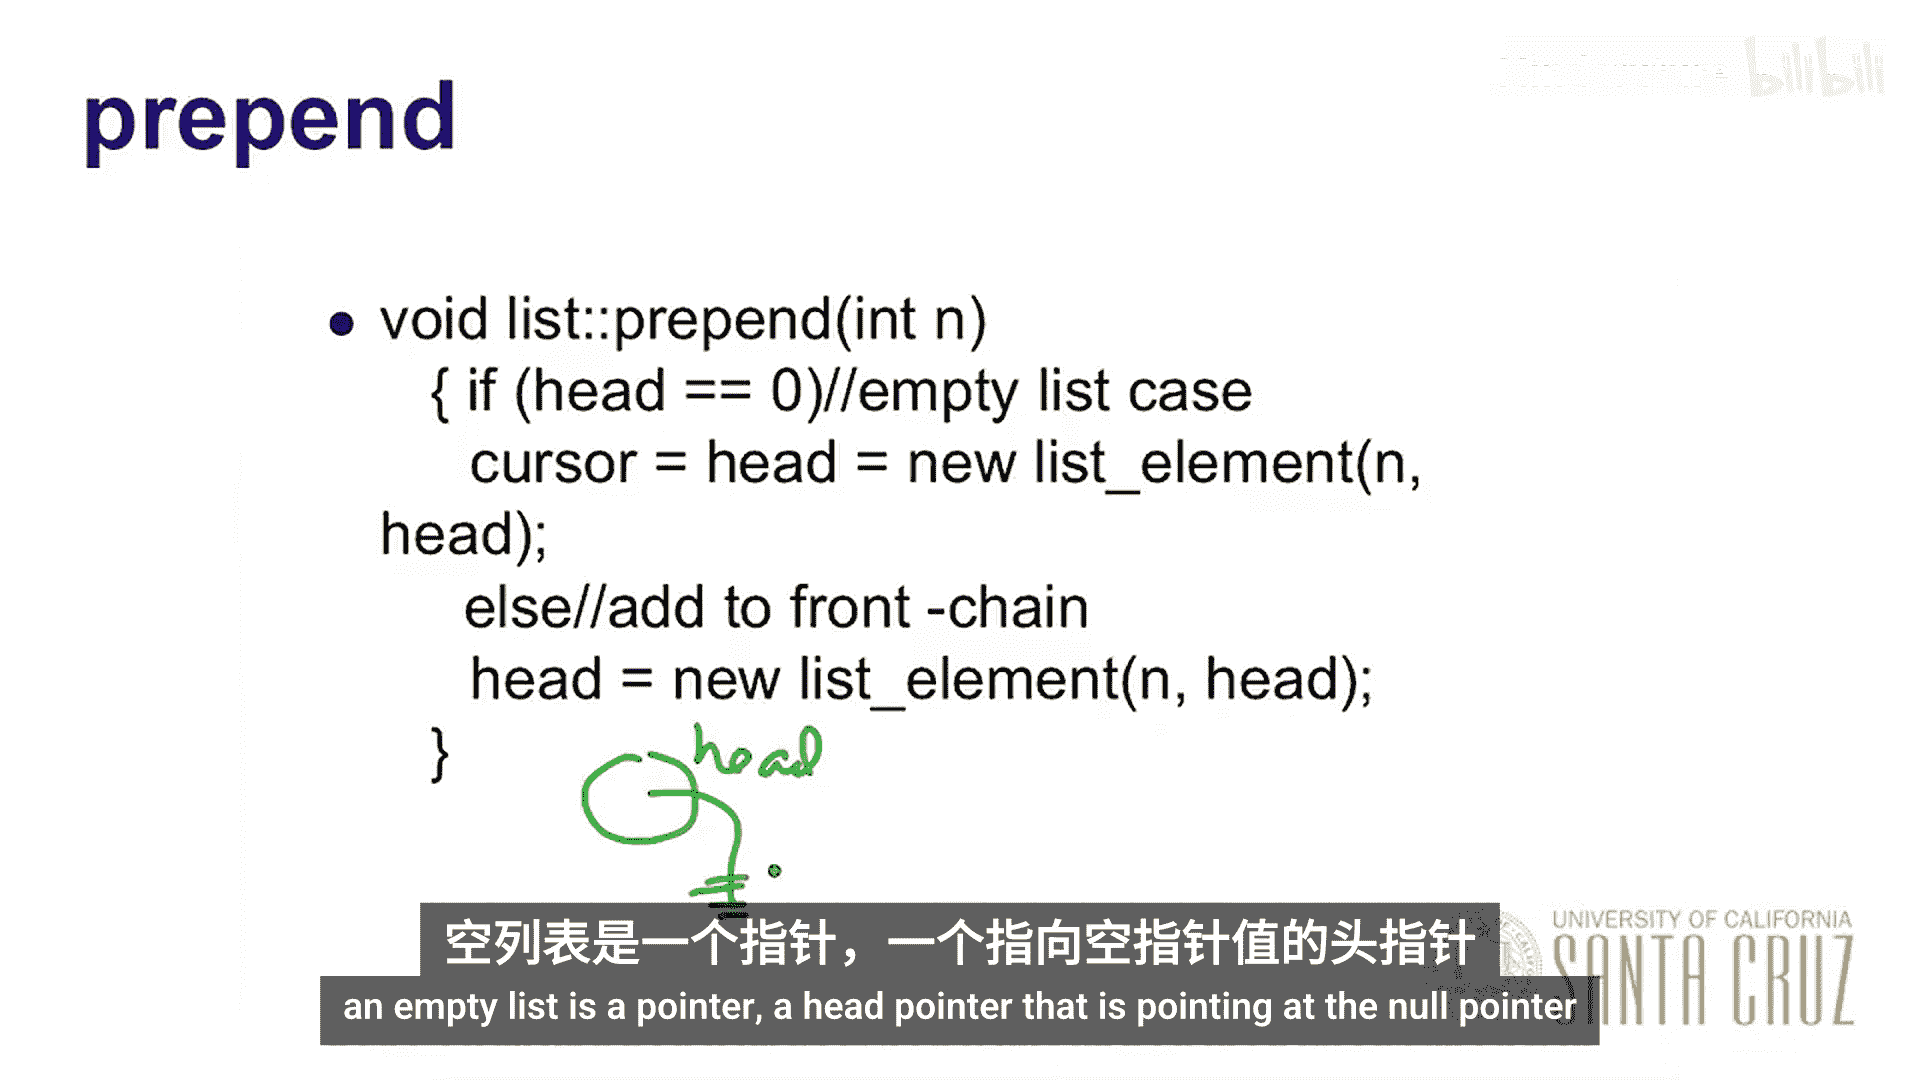 bilibili
prepend
• void list::prepend(int n)
{ if (head == 0)//empty list case
cursor = head = new list_element(n,
head);
else//add to front -chain
head = new list_element(n, head);
}
head
空列表是一个指针，一个指向空指针值的头指针
an empty list is a pointer, a head pointer that is pointing at the null pointer
UNIVERSITY OF CALIFORNIA
SANTA CRUZ